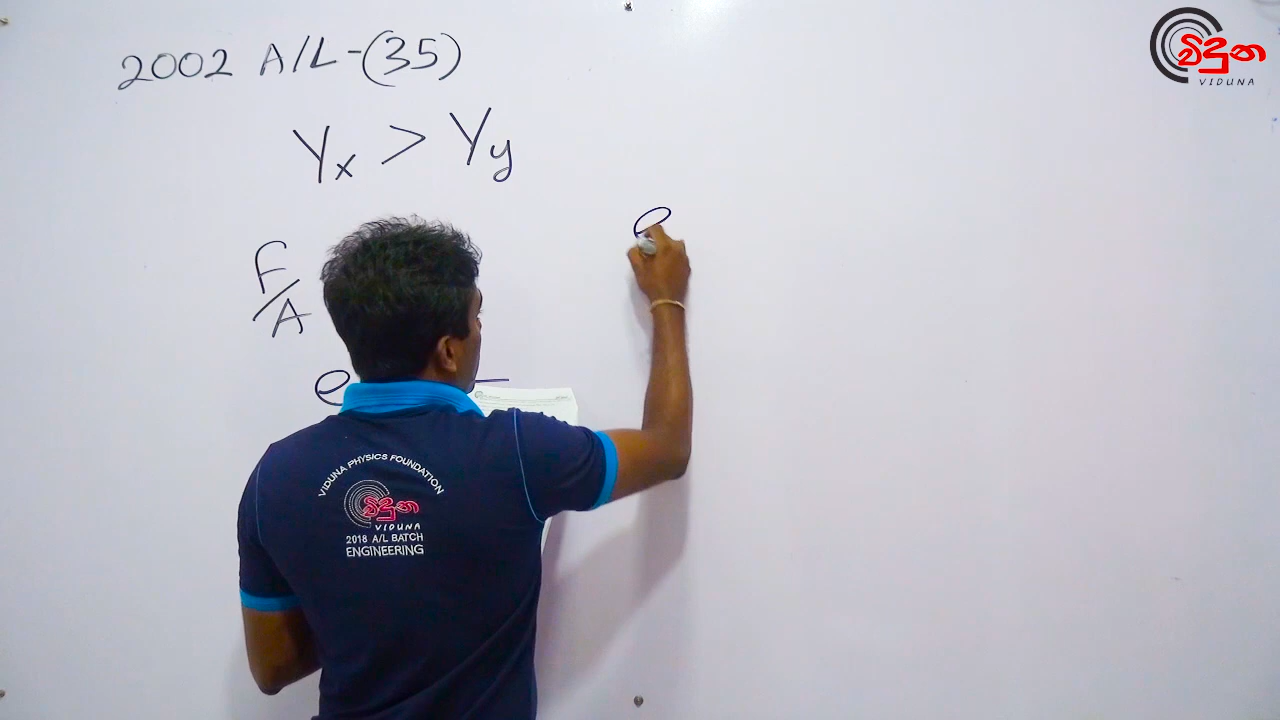 2002 A/L-(35)
Yx > Yy
F/A
e
e
VIDUNA PHYSICS FOUNDATION
විදුන
VIDUNA
2018 A/L BATCH
ENGINEERING
විදුන
VIDUNA